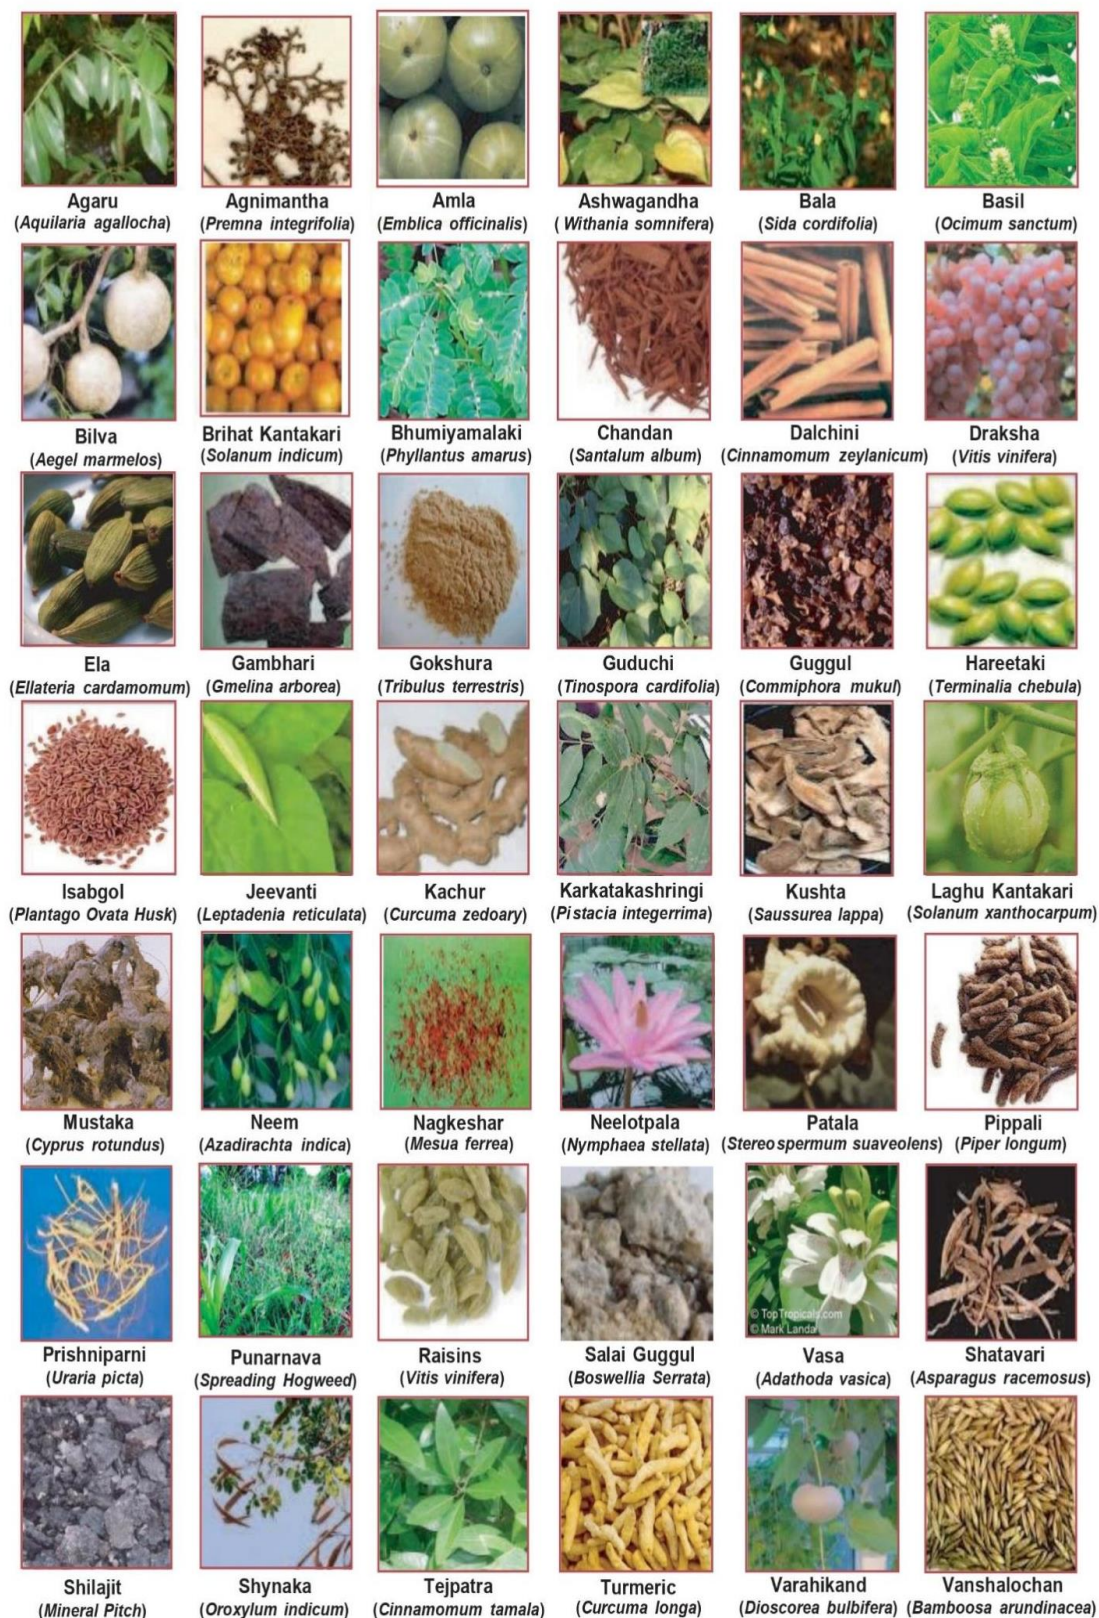 Agaru
(Aquilaria agallocha)
Agnimantha
(Premna integrifolia)
Amla
(Emblica officinalis)
Ashwagandha
( Withania somnifera)
Bala
(Sida cordifolia)
Basil
(Ocimum sanctum)
Bilva
(Aegel marmelos)
Brihat Kantakari
(Solanum indicum)
Bhumiyamalaki
(Phyllantus amarus)
Chandan
(Santalum album)
Dalchini
(Cinnamomum zeylanicum)
Draksha
(Vitis vinifera)
Ela
(Ellateria cardamomum)
Gambhari
(Gmelina arborea)
Gokshura
(Tribulus terrestris)
Guduchi
(Tinospora cardifolia)
Guggul
(Commiphora mukul)
Hareetaki
(Terminalia chebula)
Isabgol
(Plantago Ovata Husk)
Jeevanti
(Leptadenia reticulata)
Kachur
(Curcuma zedoary)
Karkatakashringi
(Pistacia integerrima)
Kushta
(Saussurea lappa)
Laghu Kantakari
(Solanum xanthocarpum)
Mustaka
(Cyprus rotundus)
Neem
(Azadirachta indica)
Nagkeshar
(Mesua ferrea)
Neelotpala
(Nymphaea stellata)
Patala
(Stereospermum suaveolens)
Pippali
(Piper longum)
Prishniparni
(Uraria picta)
Punarnava
(Spreading Hogweed)
Raisins
(Vitis vinifera)
Salai Guggul
(Boswellia Serrata)
© TopTropicals.com
© Mark Landa
Vasa
(Adathoda vasica)
Shatavari
(Asparagus racemosus)
Shilajit
(Mineral Pitch)
Shynaka
(Oroxylum indicum)
Tejpatra
(Cinnamomum tamala)
Turmeric
(Curcuma longa)
Varahikand
(Dioscorea bulbifera)
Vanshalochan
(Bamboosa arundinacea)